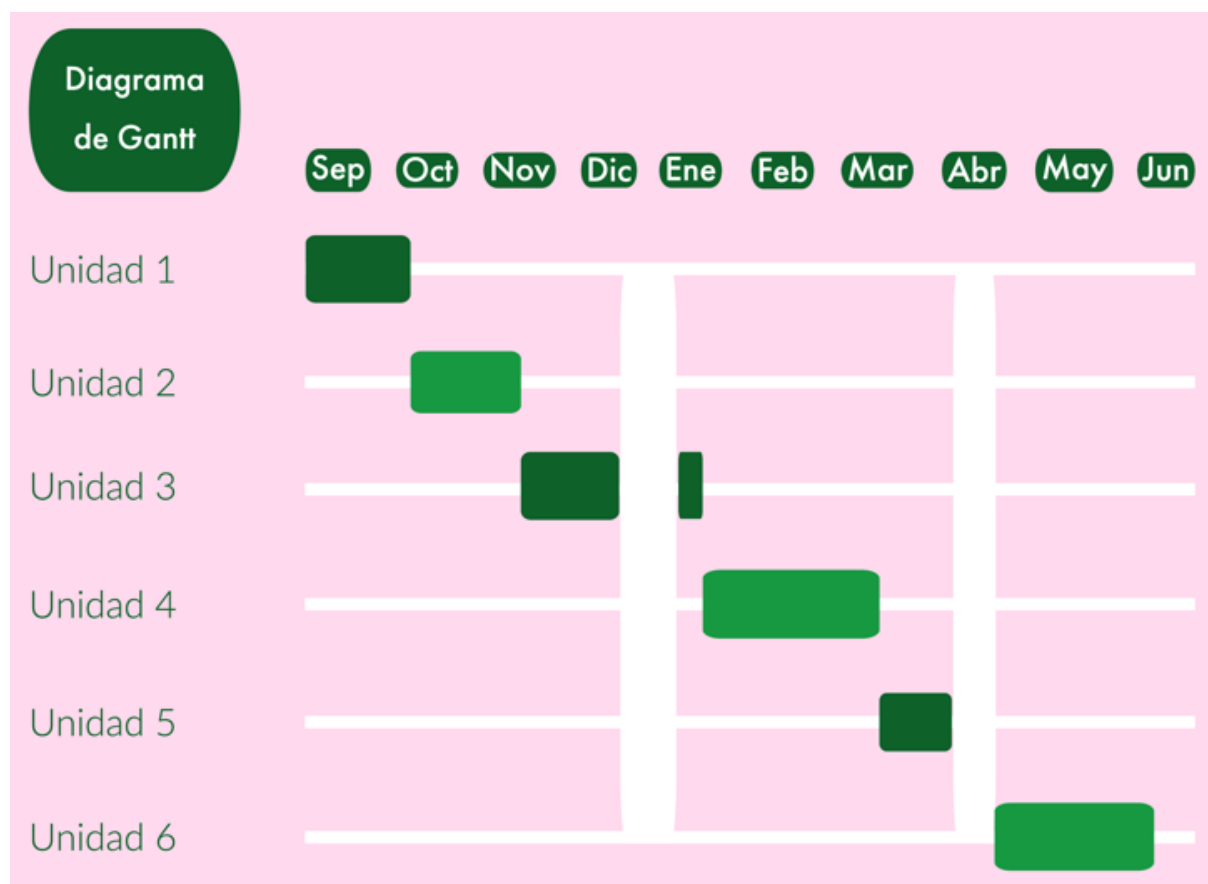 Diagrama
de Gantt
Sep Oct Nov Dic Ene Feb Mar Abr May Jun
Unidad 1
Unidad 2
Unidad 3
Unidad 4
Unidad 5
Unidad 6